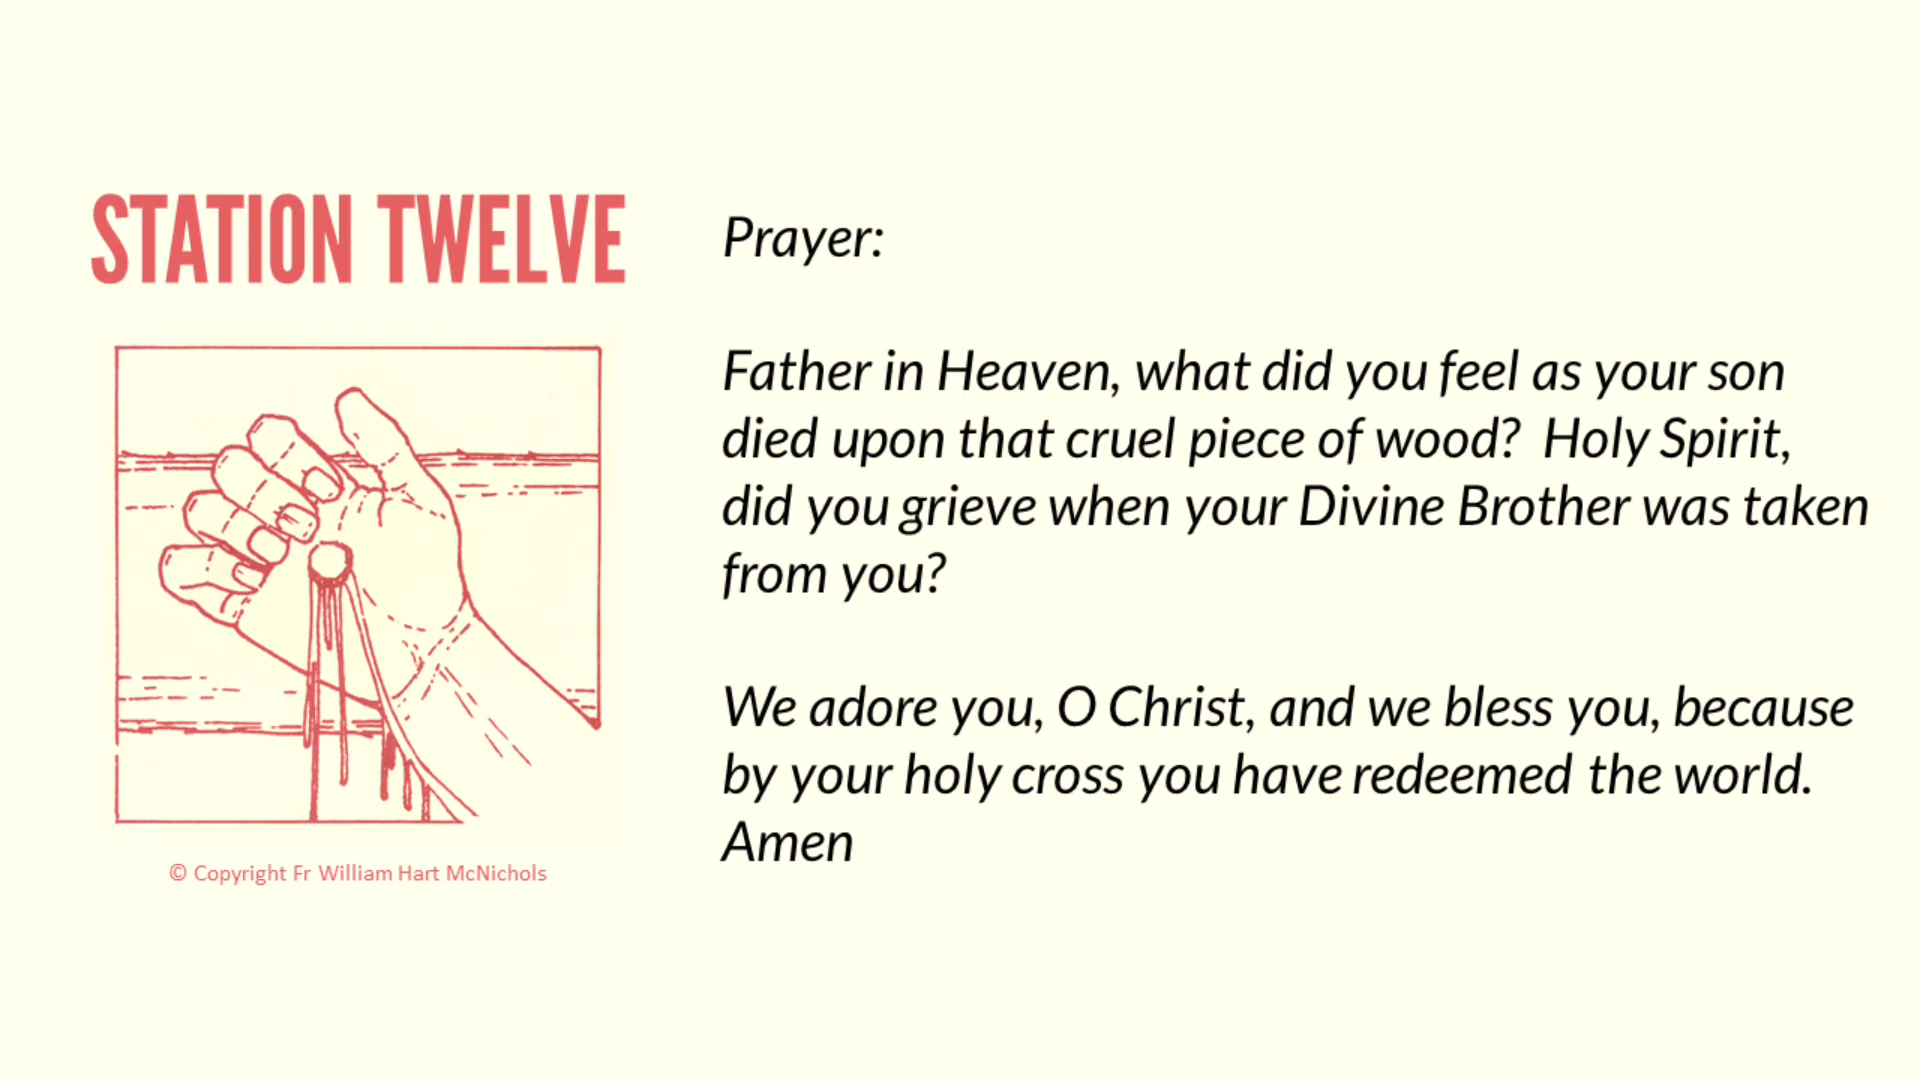 STATION TWELVE
© Copyright Fr William Hart McNichols
Prayer:
Father in Heaven, what did you feel as your son
died upon that cruel piece of wood?  Holy Spirit,
did you grieve when your Divine Brother was taken
from you?
We adore you, O Christ, and we bless you, because
by your holy cross you have redeemed the world.
Amen